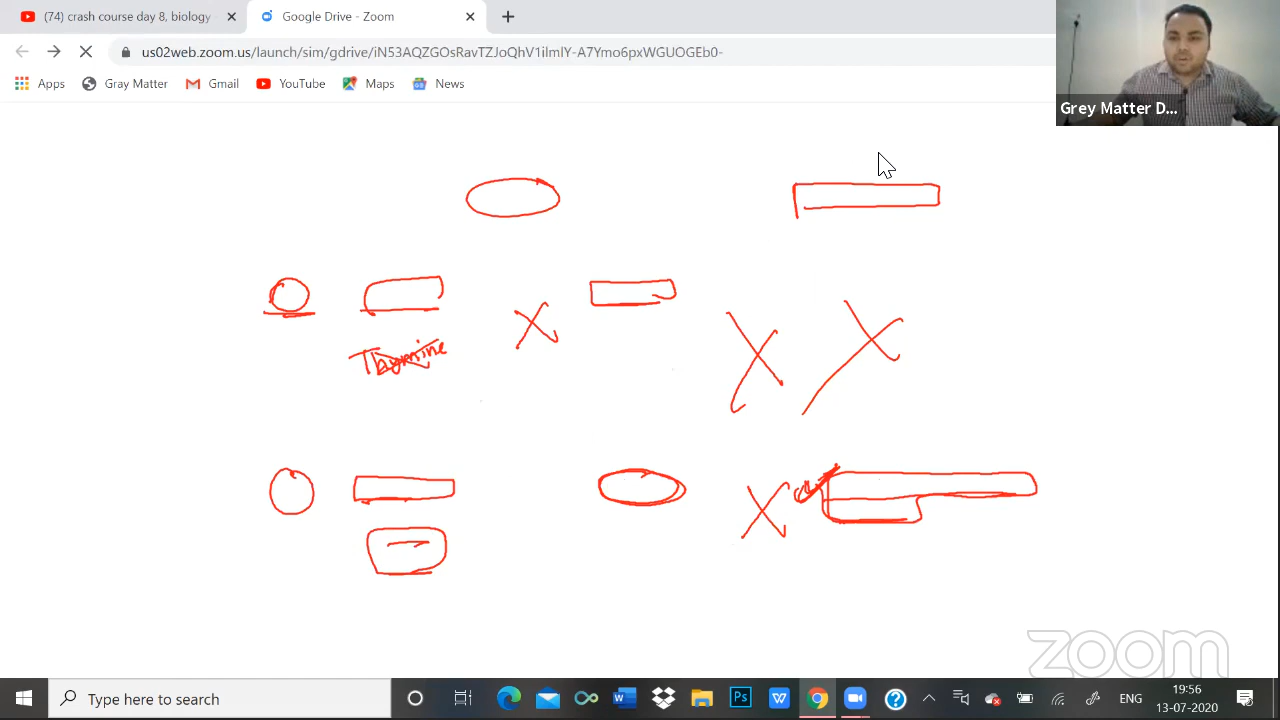 (74) crash course day 8, biology
Google Drive - Zoom
us02web.zoom.us/launch/sim/gdrive/iN53AQZGOsRavTZJoQhV1ilmlY-A7Ymo6pxWGUOGEb0-
Apps Gray Matter Gmail YouTube Maps News
Grey Matter D...
Thymine
zoom
Type here to search
ENG
19:56
13-07-2020